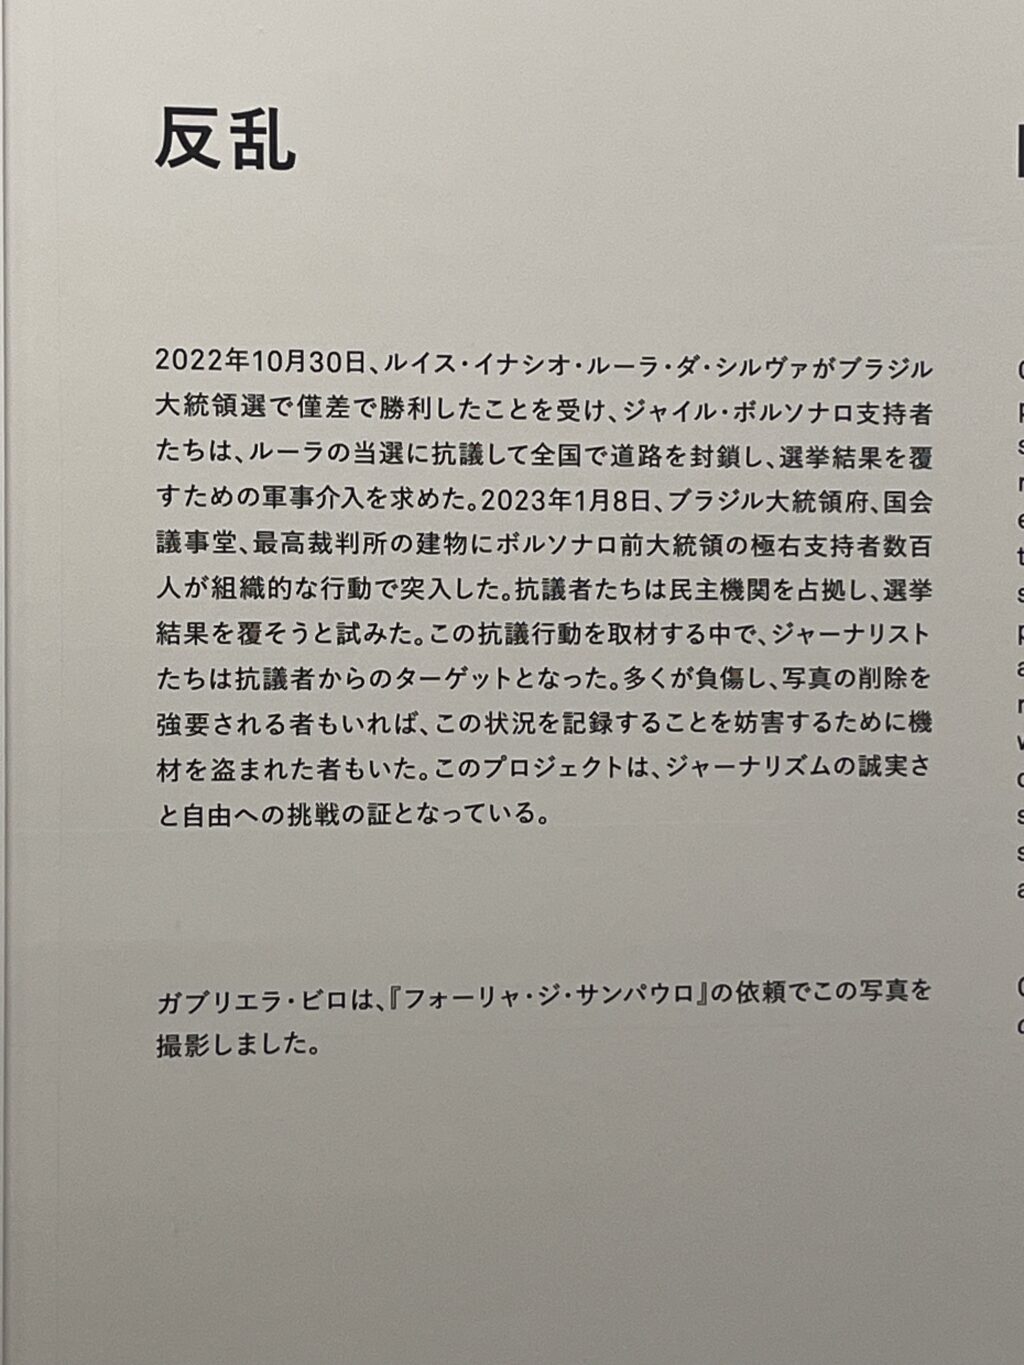 反乱
2022年10月30日、ルイス・イナシオ・ルーラ・ダ・シルヴァがブラジル
大統領選で僅差で勝利したことを受け、ジャイル・ボルソナロ支持者
たちは、ルーラの当選に抗議して全国で道路を封鎖し、選挙結果を覆
すための軍事介入を求めた。2023年1月8日、ブラジル大統領府、国会
議事堂、最高裁判所の建物にボルソナロ前大統領の極右支持者数百
人が組織的な行動で突入した。抗議者たちは民主機関を占拠し、選挙
結果を覆そうと試みた。この抗議行動を取材する中で、ジャーナリスト
たちは抗議者からのターゲットとなった。多くが負傷し、写真の削除を
強要される者もいれば、この状況を記録することを妨害するために機
材を盗まれた者もいた。このプロジェクトは、ジャーナリズムの誠実さ
と自由への挑戦の証となっている。
ガブリエラ・ビロは、『フォーリャ・ジ・サンパウロ』の依頼でこの写真を
撮影しました。